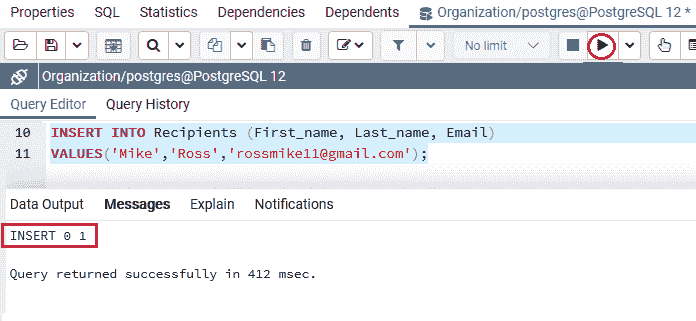 Properties SQL Statistics Dependencies Dependents Organization/postgres@PostgreSQL 12 *
No limit
Organization/postgres@PostgreSQL 12
Query Editor Query History
10 INSERT INTO Recipients (First_name, Last_name, Email)
11 VALUES('Mike','Ross','rossmike11@gmail.com');
Data Output Messages Explain Notifications
INSERT 0 1
Query returned successfully in 412 msec.